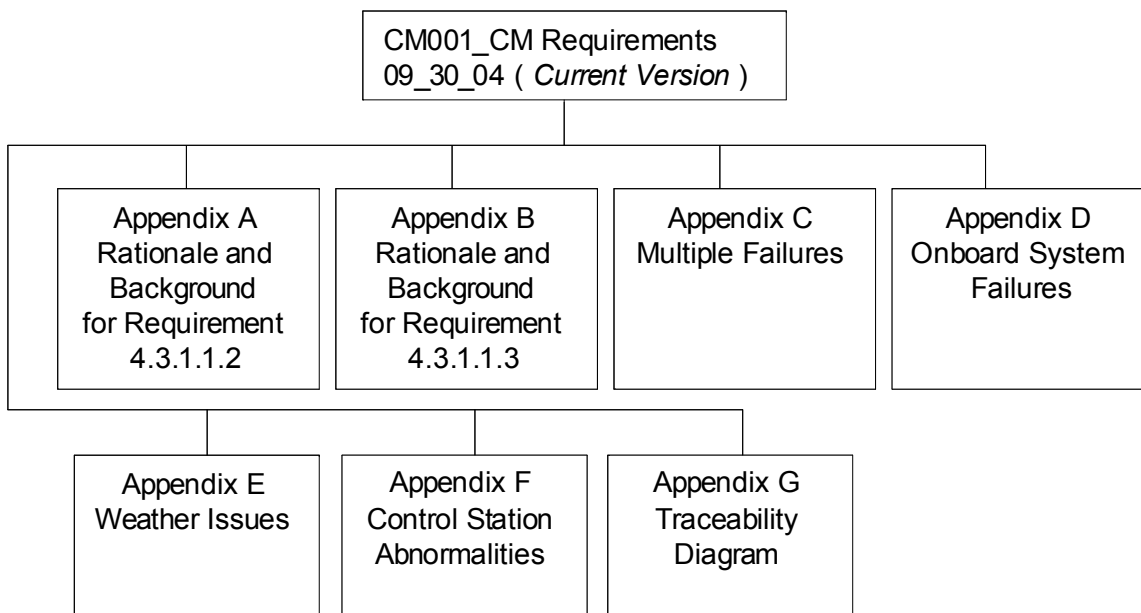 CM001_CM Requirements
09_30_04 ( Current Version )
Appendix A
Rationale and
Background
for Requirement
4.3.1.1.2
Appendix B
Rationale and
Background
for Requirement
4.3.1.1.3
Appendix C
Multiple Failures
Appendix D
Onboard System
Failures
Appendix E
Weather Issues
Appendix F
Control Station
Abnormalities
Appendix G
Traceability
Diagram